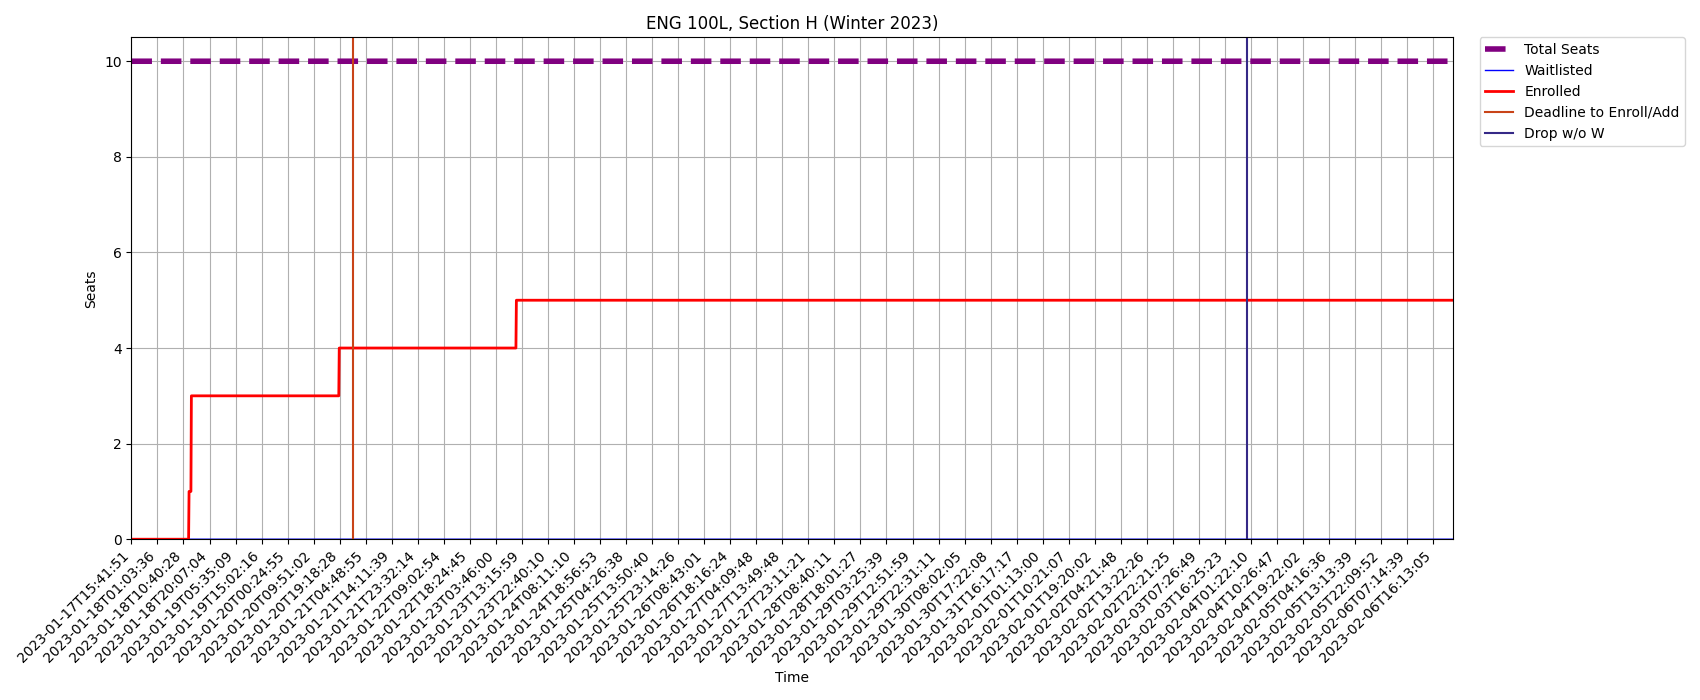 ENG 100L, Section H (Winter 2023)
Total Seats
Waitlisted
Enrolled
Deadline to Enroll/Add
Drop w/o W
Seats
10
8
6
4
2
0
2023-01-17T15:41:51
2023-01-18T01:03:36
2023-01-18T10:40:28
2023-01-18T20:07:04
2023-01-19T05:35:09
2023-01-19T15:02:16
2023-01-20T00:24:55
2023-01-20T09:51:02
2023-01-20T19:18:28
2023-01-21T04:48:55
2023-01-21T14:11:39
2023-01-21T23:32:14
2023-01-22T09:02:54
2023-01-22T18:24:45
2023-01-23T03:46:00
2023-01-23T13:15:59
2023-01-23T22:40:10
2023-01-24T08:11:10
2023-01-24T18:56:53
2023-01-25T04:26:38
2023-01-25T13:50:40
2023-01-25T23:14:26
2023-01-26T08:43:01
2023-01-26T18:16:24
2023-01-27T04:09:48
2023-01-27T13:49:48
2023-01-27T23:11:21
2023-01-28T08:40:11
2023-01-28T18:01:27
2023-01-29T03:25:39
2023-01-29T12:51:59
2023-01-29T22:31:11
2023-01-30T08:02:05
2023-01-30T17:22:08
2023-01-31T16:17:17
2023-02-01T01:13:00
2023-02-01T10:21:07
2023-02-01T19:20:02
2023-02-02T04:21:48
2023-02-02T13:22:26
2023-02-02T22:21:25
2023-02-03T07:26:49
2023-02-03T16:25:23
2023-02-04T01:22:10
2023-02-04T10:26:47
2023-02-04T19:22:02
2023-02-05T04:16:36
2023-02-05T13:13:39
2023-02-05T22:09:52
2023-02-06T07:14:39
2023-02-06T16:13:05
Time